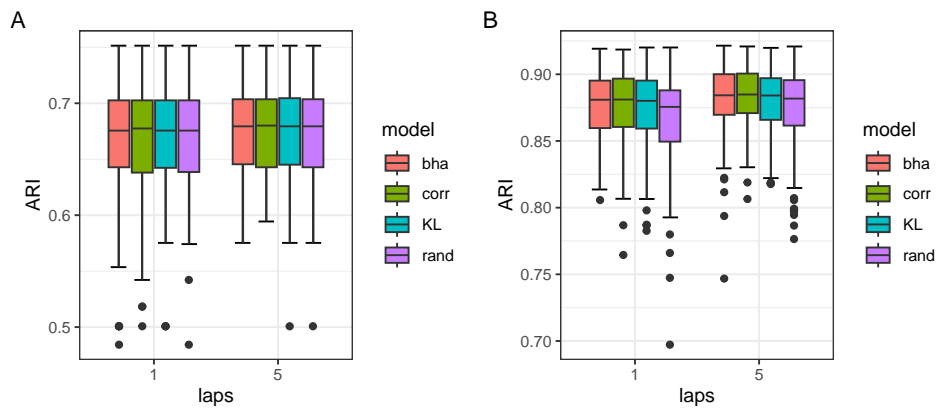 A
ARI
0.7
0.6
0.5
1
5
laps
model
bha
corr
KL
rand
B
ARI
0.90
0.85
0.80
0.75
0.70
1
5
laps
model
bha
corr
KL
rand